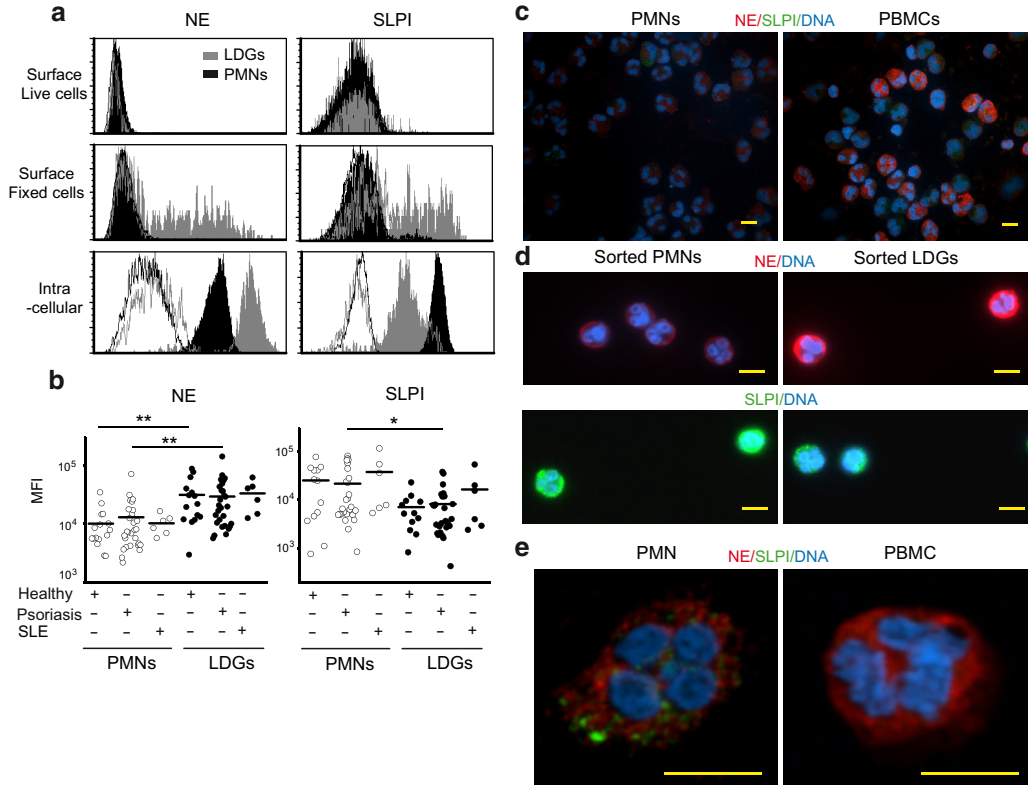 a
NE
SLPI
LDGs
PMNs
Surface
Live cells
Surface
Fixed cells
Intra
-cellular
b
NE
SLPI
**
**
*
MFI
10⁵
10⁴
10³
10⁵
10⁴
10³
Healthy + – – + – –
+ – – + – –
Psoriasis – + – – + –
– + – – + –
SLE – – + – – +
– – + – – +
PMNs LDGs
PMNs LDGs
c
PMNs NE/SLPI/DNA PBMCs
d
Sorted PMNs NE/DNA Sorted LDGs
SLPI/DNA
e
PMN NE/SLPI/DNA PBMC